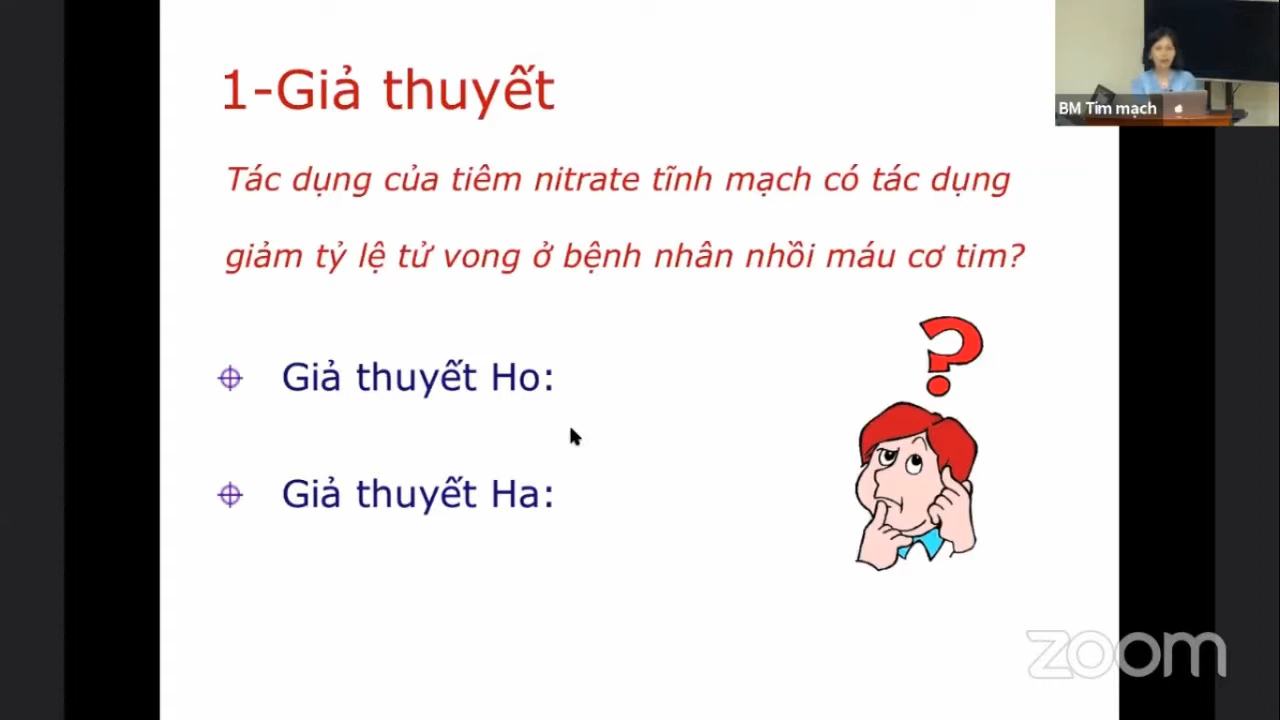 1-Giả thuyết
BM Tim mạch
Tác dụng của tiêm nitrate tĩnh mạch có tác dụng
giảm tỷ lệ tử vong ở bệnh nhân nhồi máu cơ tim?
?
Giả thuyết Ho:
Giả thuyết Ha:
zoom